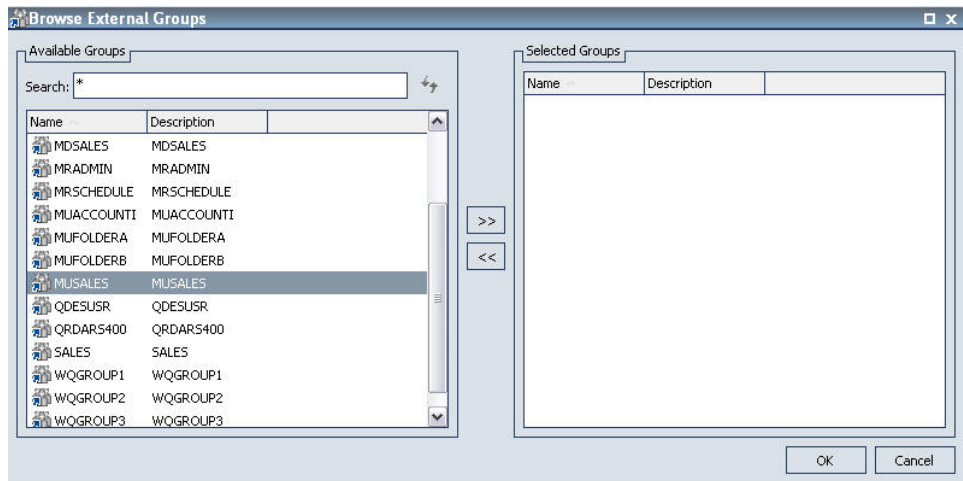 Browse External Groups
Available Groups
Search: *
Name Description
MDSALES MDSALES
MRADMIN MRADMIN
MRSCHEDULE MRSCHEDULE
MUACCOUNTI MUACCOUNTI
MUFOLDERA MUFOLDERA
MUFOLDERB MUFOLDERB
MUSALES MUSALES
QDESUSR QDESUSR
QRDARS400 QRDARS400
SALES SALES
WQGROUP1 WQGROUP1
WQGROUP2 WQGROUP2
WQGROUP3 WQGROUP3
>>
<<
Selected Groups
Name Description
OK Cancel